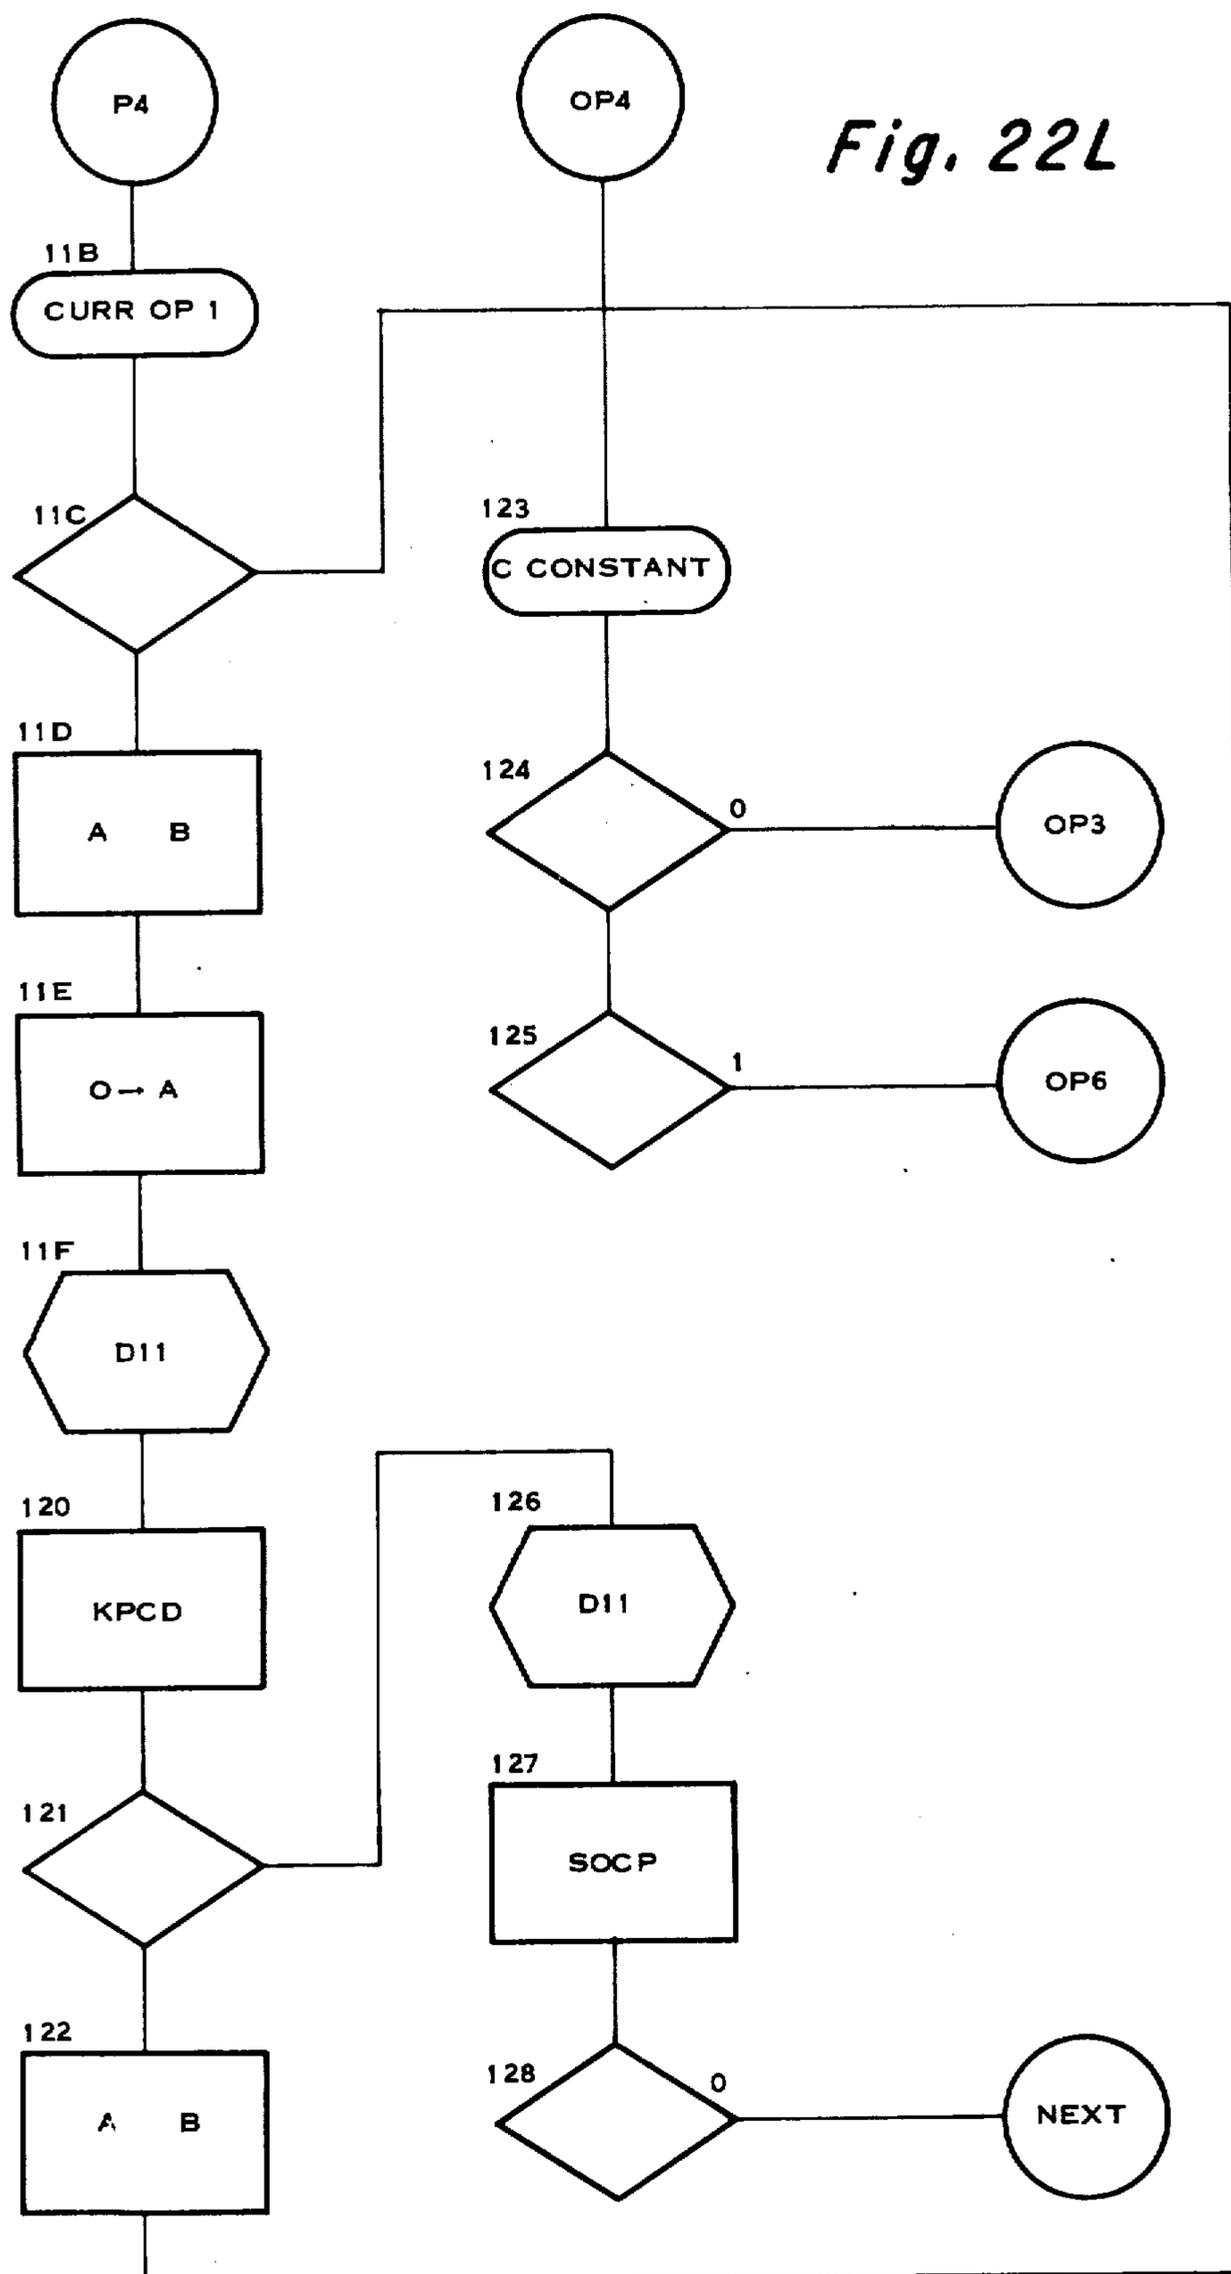 P4
OP4
Fig. 22L
11B
CURR OP 1
11C
11D
A B
11E
O→ A
11F
D11
120
KPCD
121
122
A B
123
C CONSTANT
124
0
OP3
125
1
OP6
126
D11
127
SOCP
128
0
NEXT